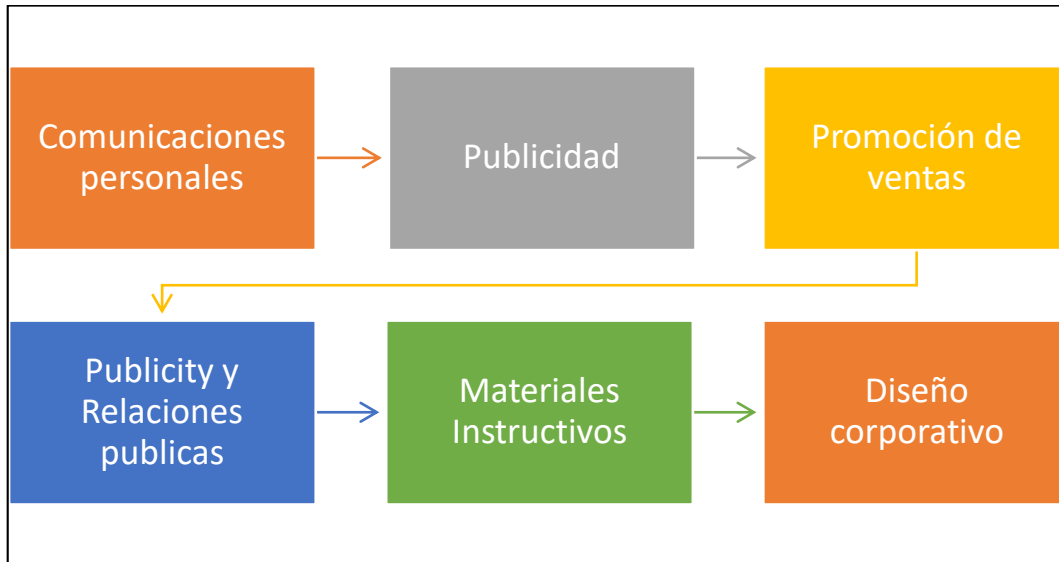 Comunicaciones
personales
Publicidad
Promoción de
ventas
Publicity y
Relaciones
publicas
Materiales
Instructivos
Diseño
corporativo